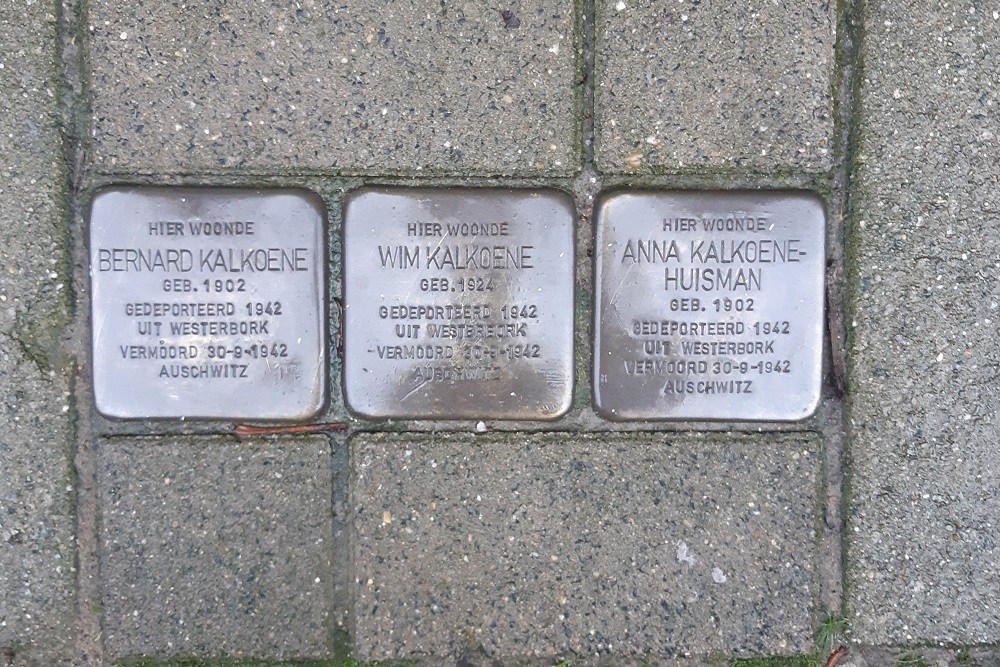 HIER WOONDE
BERNARD KALKOENE
GEB. 1902
GEDEPORTEERD 1942
UIT WESTERBORK
VERMOORD 30-9-1942
AUSCHWITZ
HIER WOONDE
WIM KALKOENE
GEB. 1924
GEDEPORTEERD 1942
UIT WESTERBORK
VERMOORD 30-9-1942
AUSCHWITZ
HIER WOONDE
ANNA KALKOENE-
HUISMAN
GEB. 1902
GEDEPORTEERD 1942
UIT WESTERBORK
VERMOORD 30-9-1942
AUSCHWITZ